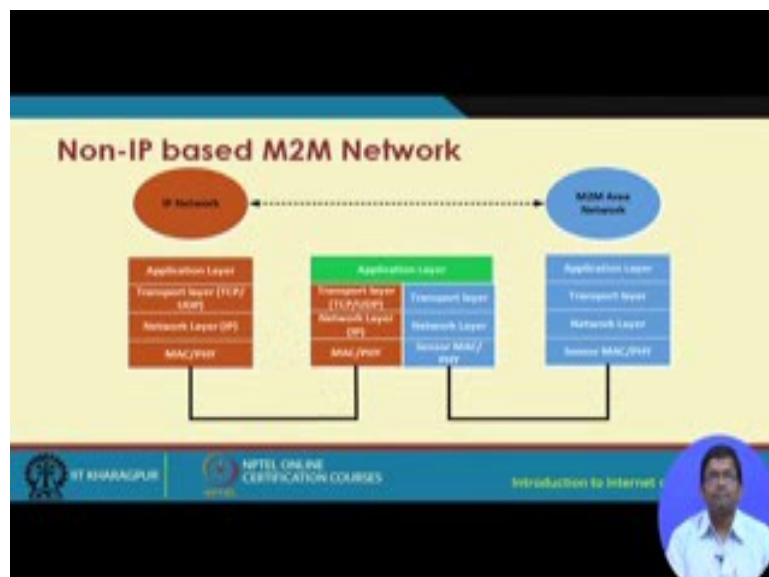 Non-IP based M2M Network
IP Network
M2M Area
Network
Application Layer
Transport layer (TCP/
UDP)
Network Layer (IP)
MAC/PHY
Application Layer
Transport layer
(TCP/UDP)
Network Layer
(IP)
MAC/PHY
Transport layer
Network Layer
Sensor MAC/
PHY
Application Layer
Transport layer
Network Layer
Sensor MAC/PHY
IIT KHARAGPUR
NPTEL ONLINE
CERTIFICATION COURSES
NPTEL
Introduction to Internet